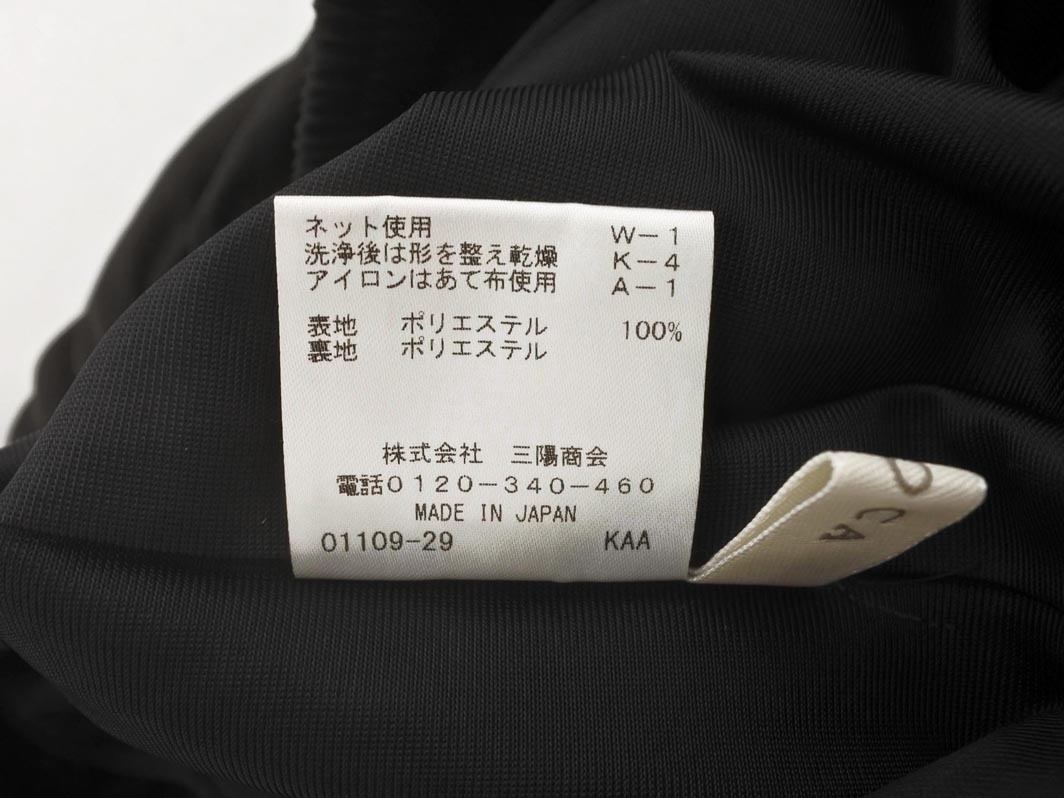 ネット使用 W－1
洗浄後は形を整え乾燥 K－4
アイロンはあて布使用 A－1
表地 ポリエステル 100%
裏地 ポリエステル
株式会社 三陽商会
電話0120－340－460
MADE IN JAPAN
01109-29 KAA
CA